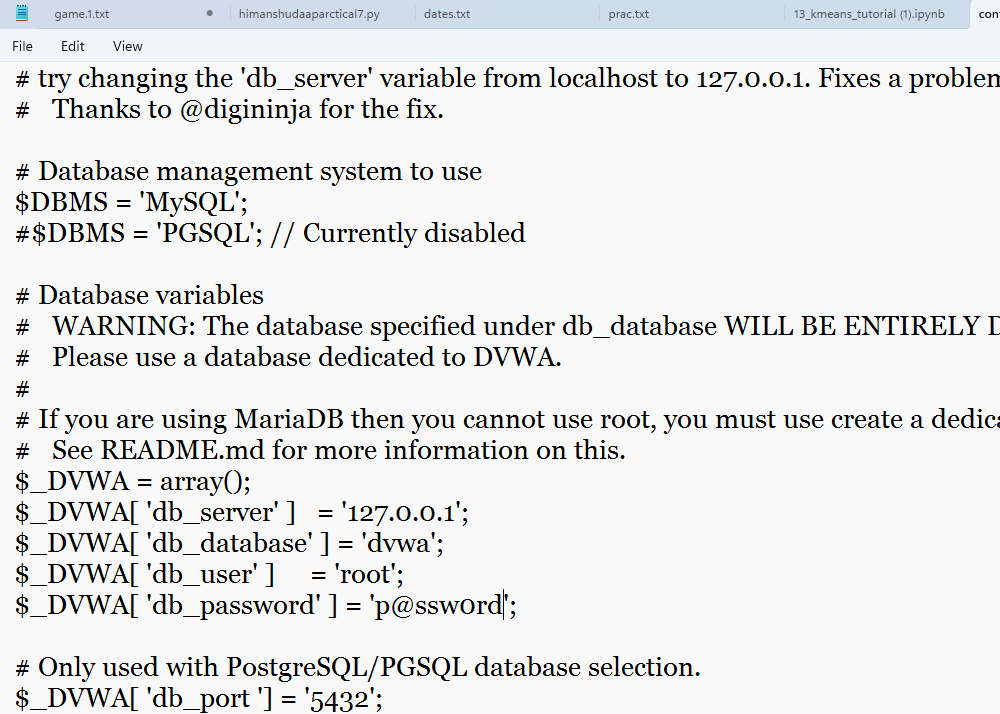 game.1.txt himanshudaaparctical7.py dates.txt prac.txt 13_kmeans_tutorial (1).ipynb
File Edit View
# try changing the 'db_server' variable from localhost to 127.0.0.1. Fixes a problem
#   Thanks to @digininja for the fix.
# Database management system to use
$DBMS = 'MySQL';
#$DBMS = 'PGSQL'; // Currently disabled
# Database variables
#   WARNING: The database specified under db_database WILL BE ENTIRELY
#   Please use a database dedicated to DVWA.
#
# If you are using MariaDB then you cannot use root, you must use create a
#   See README.md for more information on this.
$_DVWA = array();
$_DVWA[ 'db_server' ]   = '127.0.0.1';
$_DVWA[ 'db_database' ] = 'dvwa';
$_DVWA[ 'db_user' ]     = 'root';
$_DVWA[ 'db_password' ] = 'p@ssw0rd';
# Only used with PostgreSQL/PGSQL database selection.
$_DVWA[ 'db_port '] = '5432';